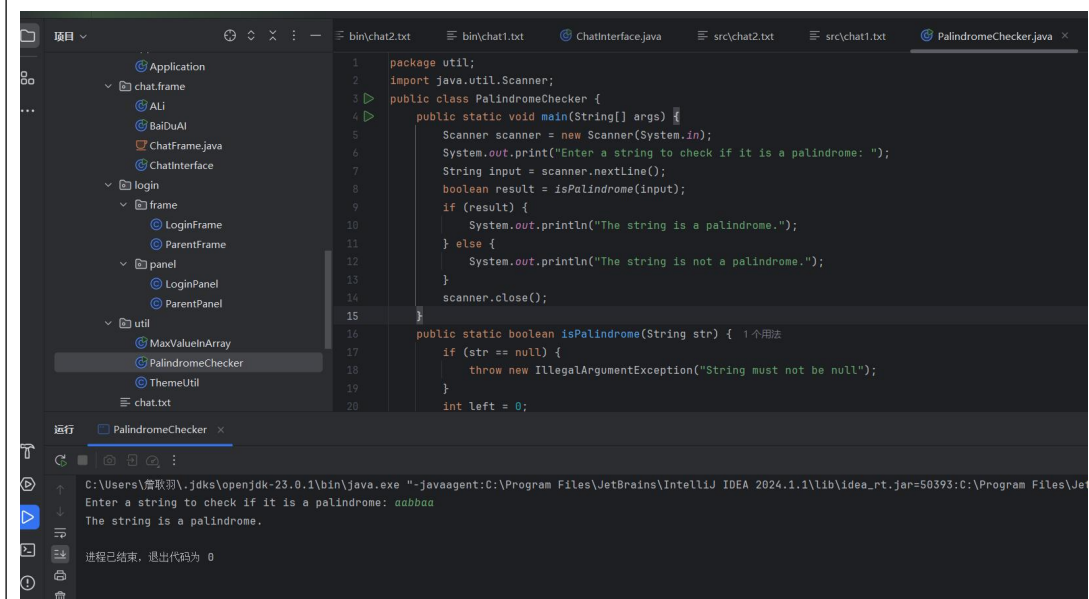 项目
bin\chat2.txt
bin\chat1.txt
ChatInterface.java
src\chat2.txt
src\chat1.txt
PalindromeChecker.java
Application
chat.frame
ALi
BaiDuAI
ChatFrame.java
ChatInterface
login
frame
LoginFrame
ParentFrame
panel
LoginPanel
ParentPanel
util
MaxValueInArray
PalindromeChecker
ThemeUtil
chat.txt
1 package util;
2 import java.util.Scanner;
3 public class PalindromeChecker {
4 public static void main(String[] args) {
5 Scanner scanner = new Scanner(System.in);
6 System.out.print("Enter a string to check if it is a palindrome: ");
7 String input = scanner.nextLine();
8 boolean result = isPalindrome(input);
9 if (result) {
10 System.out.println("The string is a palindrome.");
11 } else {
12 System.out.println("The string is not a palindrome.");
13 }
14 scanner.close();
15 }
16 public static boolean isPalindrome(String str) { 1个用法
17 if (str == null) {
18 throw new IllegalArgumentException("String must not be null");
19 }
20 int left = 0;
运行
PalindromeChecker
C:\Users\詹耿羽\.jdks\openjdk-23.0.1\bin\java.exe "-javaagent:C:\Program Files\JetBrains\IntelliJ IDEA 2024.1.1\lib\idea_rt.jar=50393:C:\Program Files\Jet
Enter a string to check if it is a palindrome: aabbaa
The string is a palindrome.
进程已结束，退出代码为 0